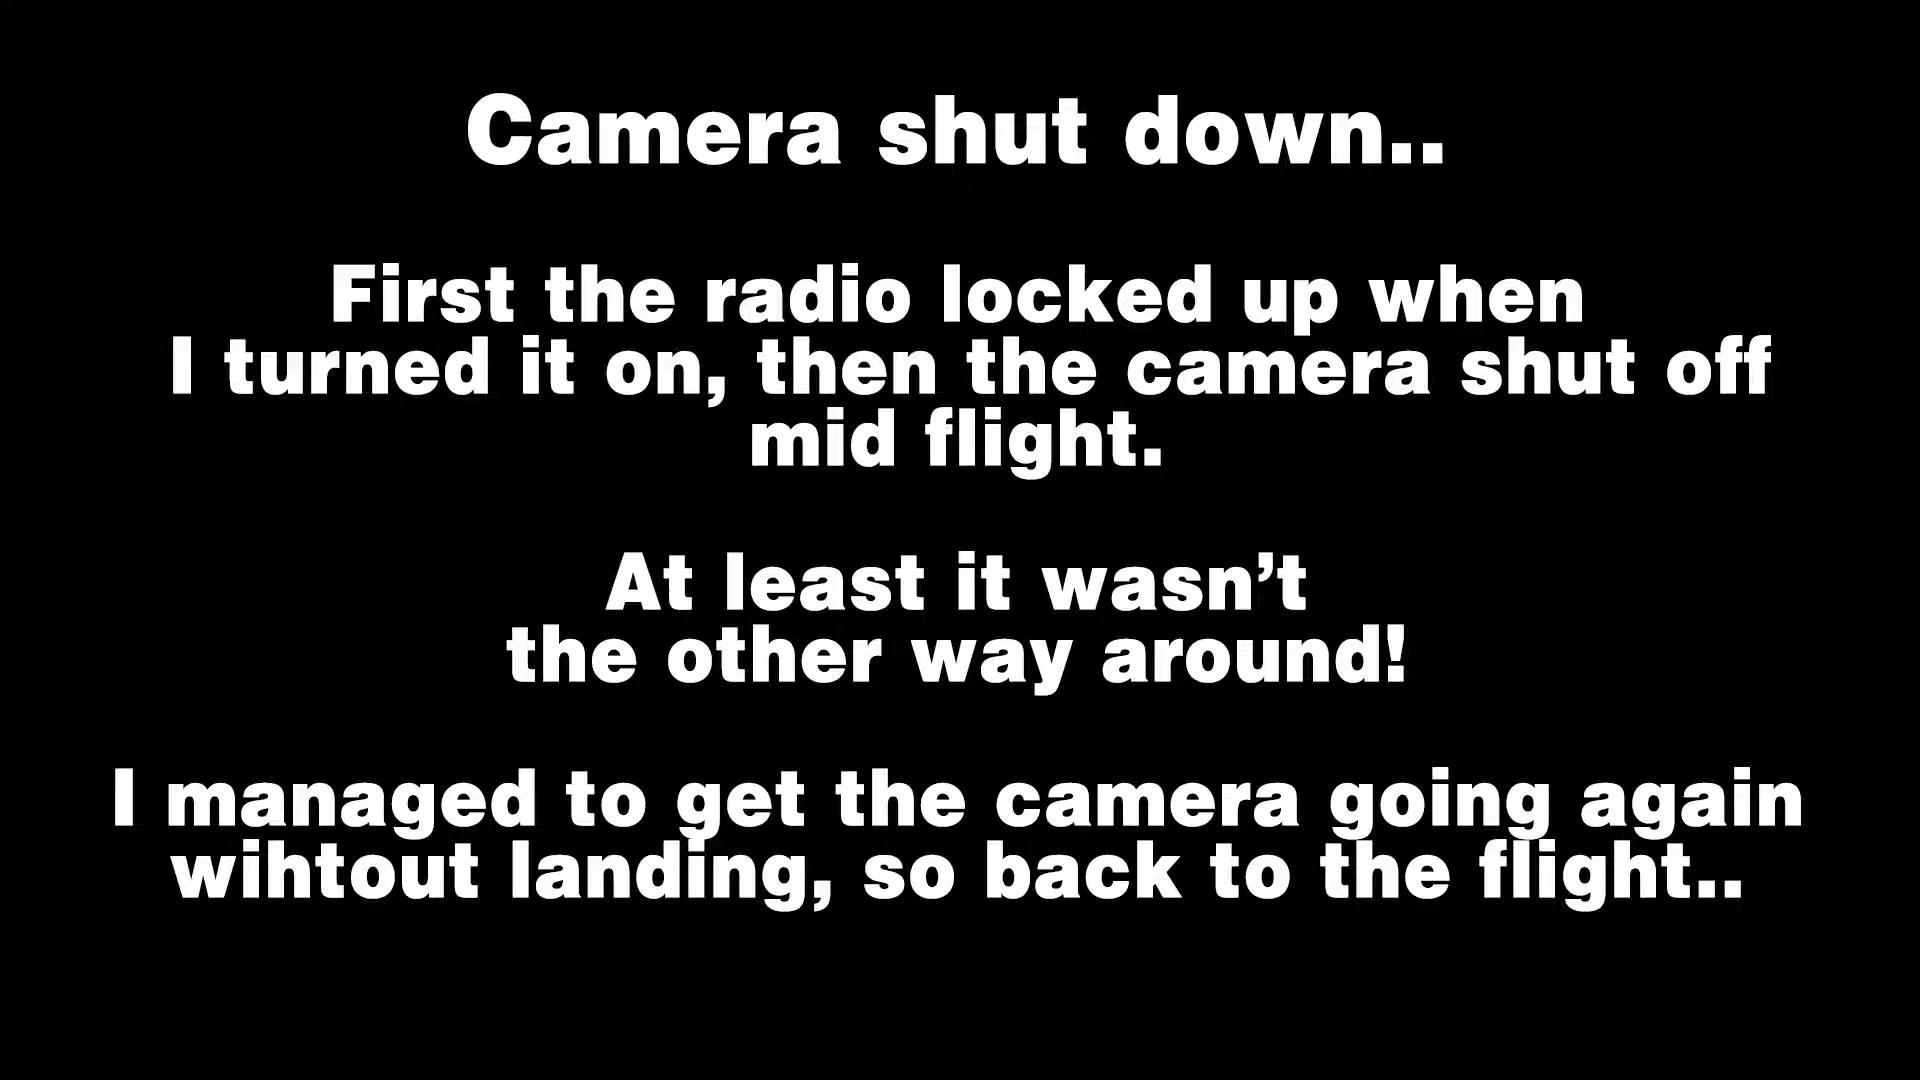 Camera shut down..
First the radio locked up when
I turned it on, then the camera shut off
mid flight.
At least it wasn’t
the other way around!
I managed to get the camera going again
wihtout landing, so back to the flight..